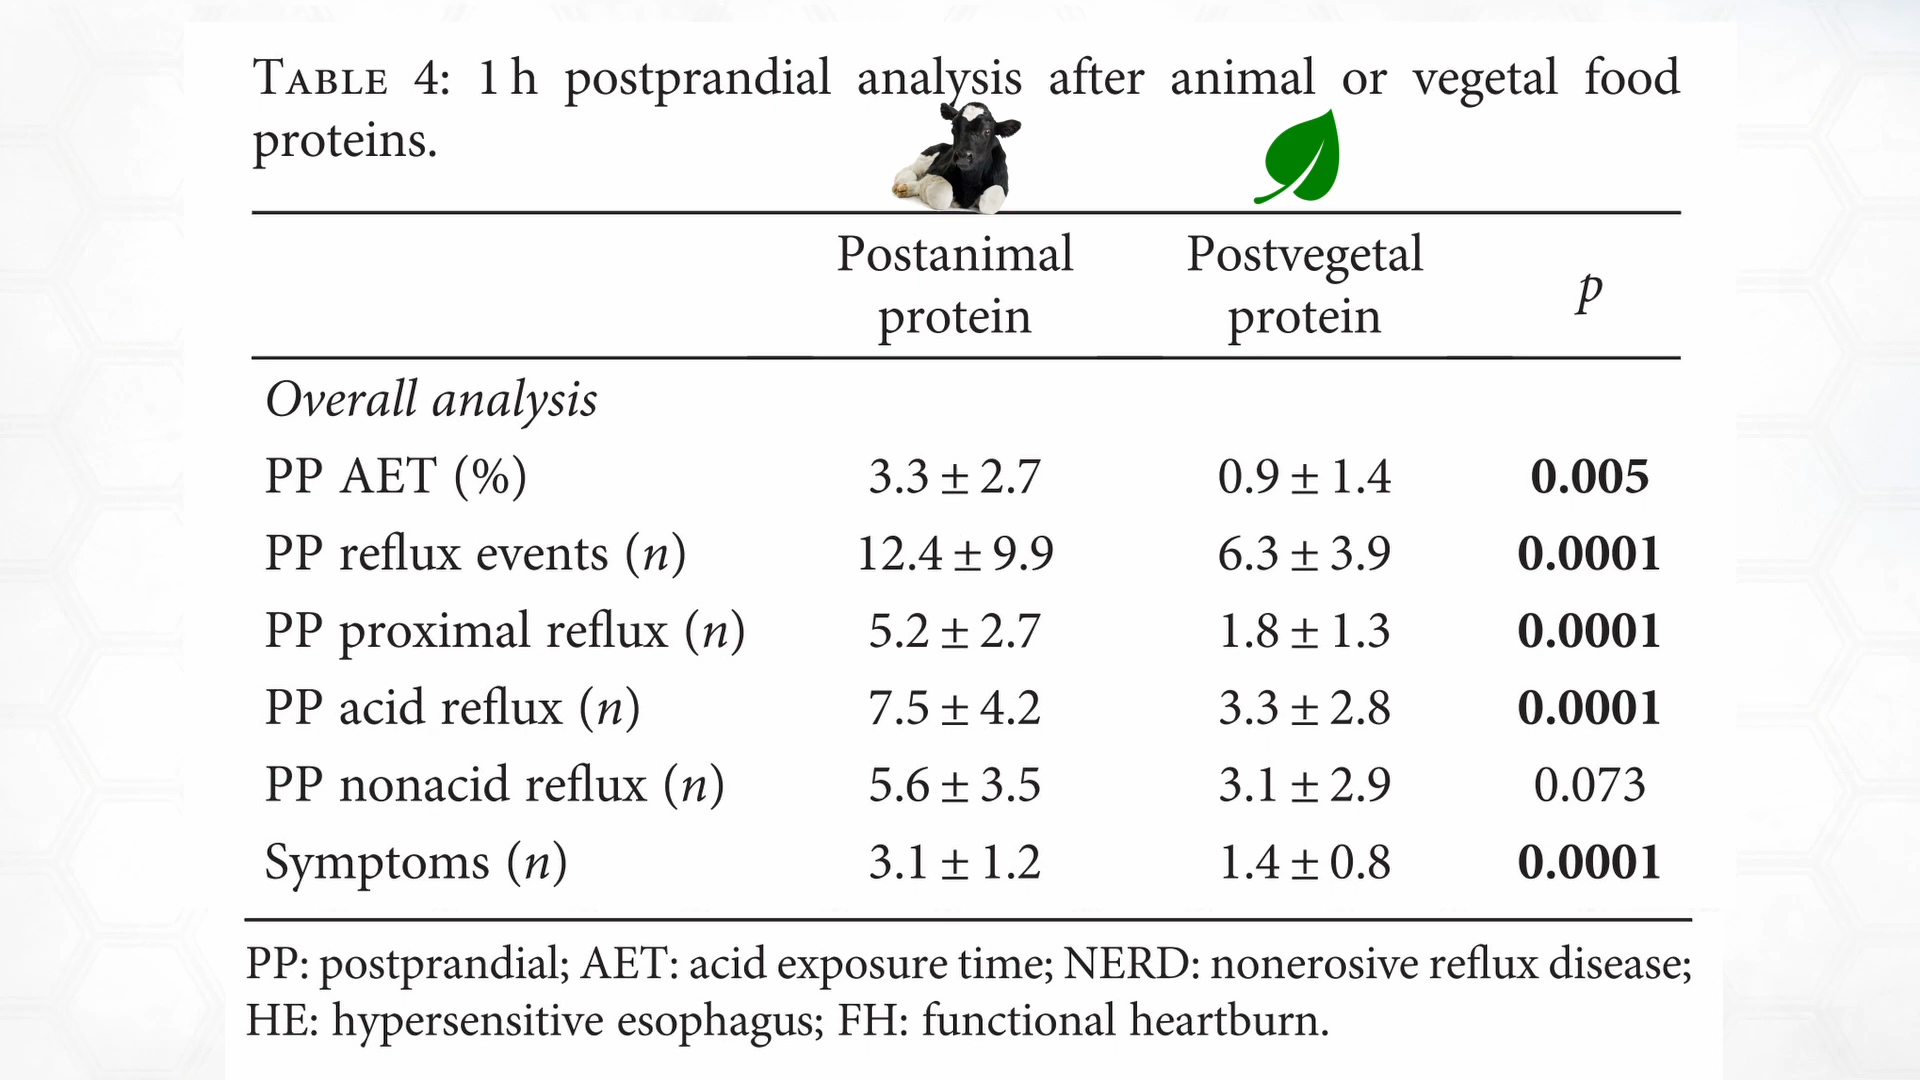 TABLE 4: 1 h postprandial analysis after animal or vegetal food
proteins.
Postanimal protein Postvegetal protein p
Overall analysis
PP AET (%) 3.3 ± 2.7 0.9 ± 1.4 0.005
PP reflux events (n) 12.4 ± 9.9 6.3 ± 3.9 0.0001
PP proximal reflux (n) 5.2 ± 2.7 1.8 ± 1.3 0.0001
PP acid reflux (n) 7.5 ± 4.2 3.3 ± 2.8 0.0001
PP nonacid reflux (n) 5.6 ± 3.5 3.1 ± 2.9 0.073
Symptoms (n) 3.1 ± 1.2 1.4 ± 0.8 0.0001
PP: postprandial; AET: acid exposure time; NERD: nonerosive reflux disease;
HE: hypersensitive esophagus; FH: functional heartburn.